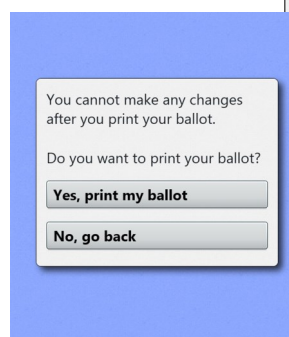 You cannot make any changes
after you print your ballot.
Do you want to print your ballot?
Yes, print my ballot
No, go back